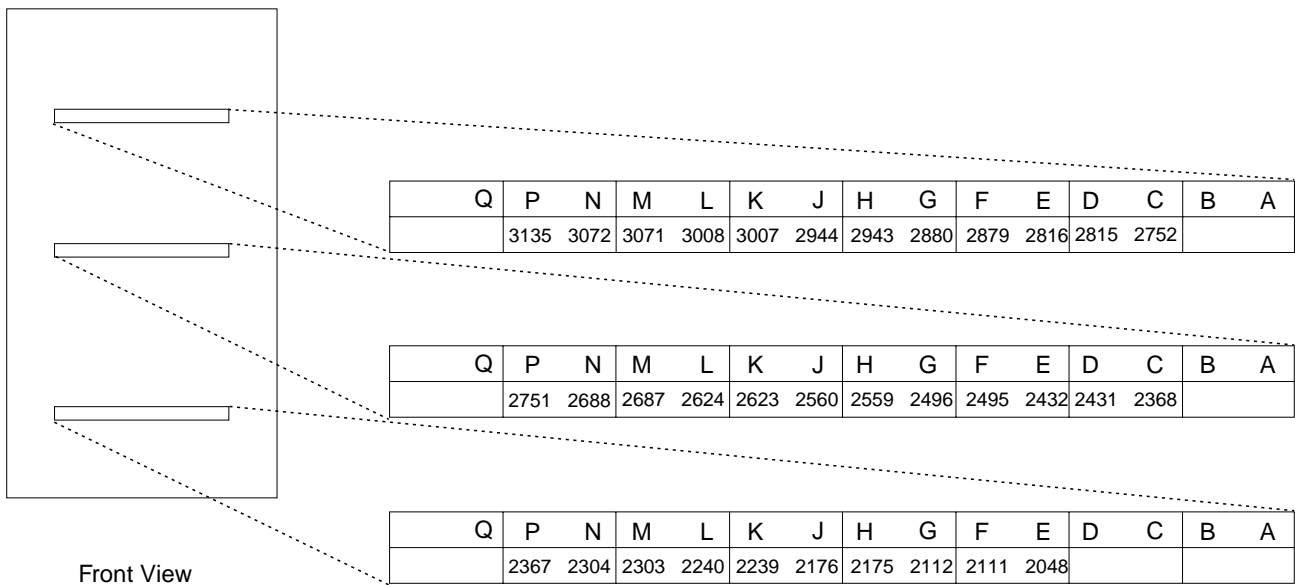 Q P N M L K J H G F E D C B A
3135 3072 3071 3008 3007 2944 2943 2880 2879 2816 2815 2752
Q P N M L K J H G F E D C B A
2751 2688 2687 2624 2623 2560 2559 2496 2495 2432 2431 2368
Q P N M L K J H G F E D C B A
2367 2304 2303 2240 2239 2176 2175 2112 2111 2048
Front View